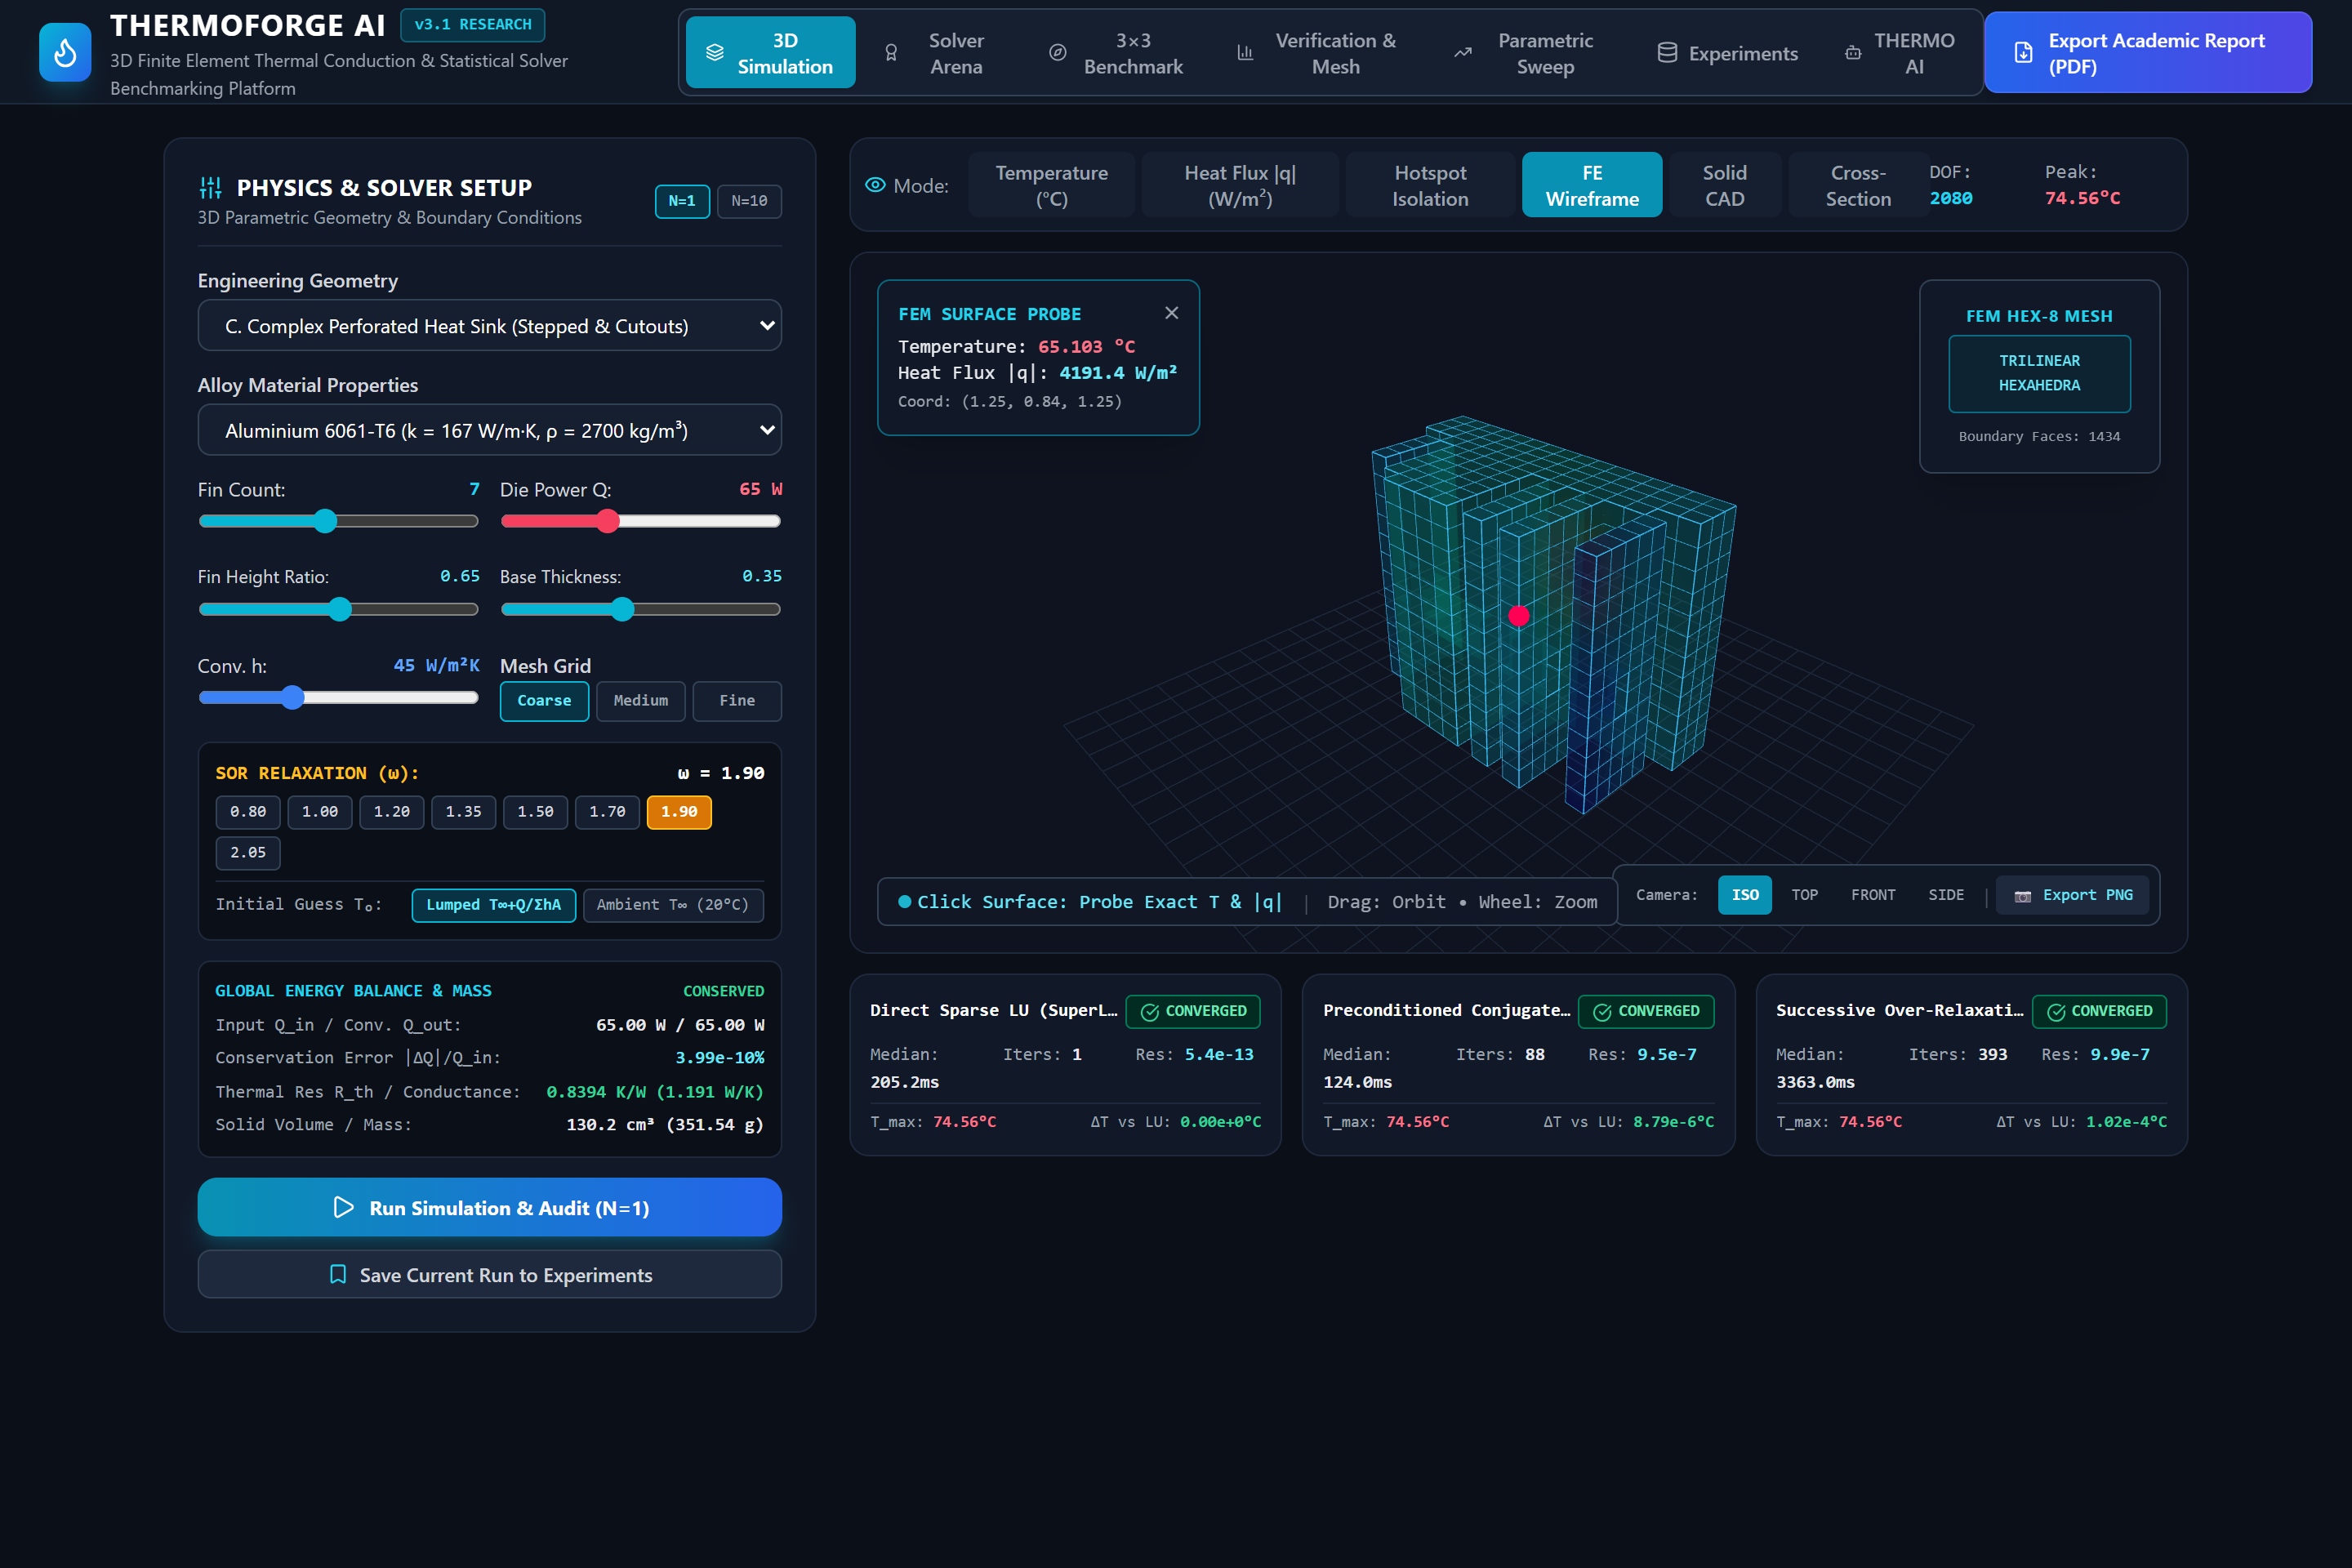 THERMOFORGE AI
v3.1 RESEARCH
3D Finite Element Thermal Conduction & Statistical Solver
Benchmarking Platform
3D
Simulation
Solver
Arena
3×3
Benchmark
Verification &
Mesh
Parametric
Sweep
Experiments
THERMO
AI
Export Academic Report
(PDF)
PHYSICS & SOLVER SETUP
3D Parametric Geometry & Boundary Conditions
N=1
N=10
Engineering Geometry
C. Complex Perforated Heat Sink (Stepped & Cutouts)
Alloy Material Properties
Aluminium 6061-T6 (k = 167 W/m·K, ρ = 2700 kg/m³)
Fin Count: 7
Die Power Q: 65 W
Fin Height Ratio: 0.65
Base Thickness: 0.35
Conv. h: 45 W/m²K
Mesh Grid
Coarse
Medium
Fine
SOR RELAXATION (ω): ω = 1.90
0.80 1.00 1.20 1.35 1.50 1.70 1.90
2.05
Initial Guess T₀: Lumped T∞+Q/ΣhA Ambient T∞ (20°C)
GLOBAL ENERGY BALANCE & MASS CONSERVED
Input Q_in / Conv. Q_out: 65.00 W / 65.00 W
Conservation Error |ΔQ|/Q_in: 3.99e-10%
Thermal Res R_th / Conductance: 0.8394 K/W (1.191 W/K)
Solid Volume / Mass: 130.2 cm³ (351.54 g)
Run Simulation & Audit (N=1)
Save Current Run to Experiments
Mode:
Temperature
(°C)
Heat Flux |q|
(W/m²)
Hotspot
Isolation
FE
Wireframe
Solid
CAD
Cross-
Section
DOF:
2080
Peak:
74.56°C
FEM SURFACE PROBE
Temperature: 65.103 °C
Heat Flux |q|: 4191.4 W/m²
Coord: (1.25, 0.84, 1.25)
FEM HEX-8 MESH
TRILINEAR
HEXAHEDRA
Boundary Faces: 1434
Click Surface: Probe Exact T & |q| | Drag: Orbit • Wheel: Zoom
Camera: ISO TOP FRONT SIDE | Export PNG
Direct Sparse LU (SuperL… CONVERGED
Median: Iters: 1 Res: 5.4e-13
205.2ms
T_max: 74.56°C ΔT vs LU: 0.00e+0°C
Preconditioned Conjugate… CONVERGED
Median: Iters: 88 Res: 9.5e-7
124.0ms
T_max: 74.56°C ΔT vs LU: 8.79e-6°C
Successive Over-Relaxati… CONVERGED
Median: Iters: 393 Res: 9.9e-7
3363.0ms
T_max: 74.56°C ΔT vs LU: 1.02e-4°C